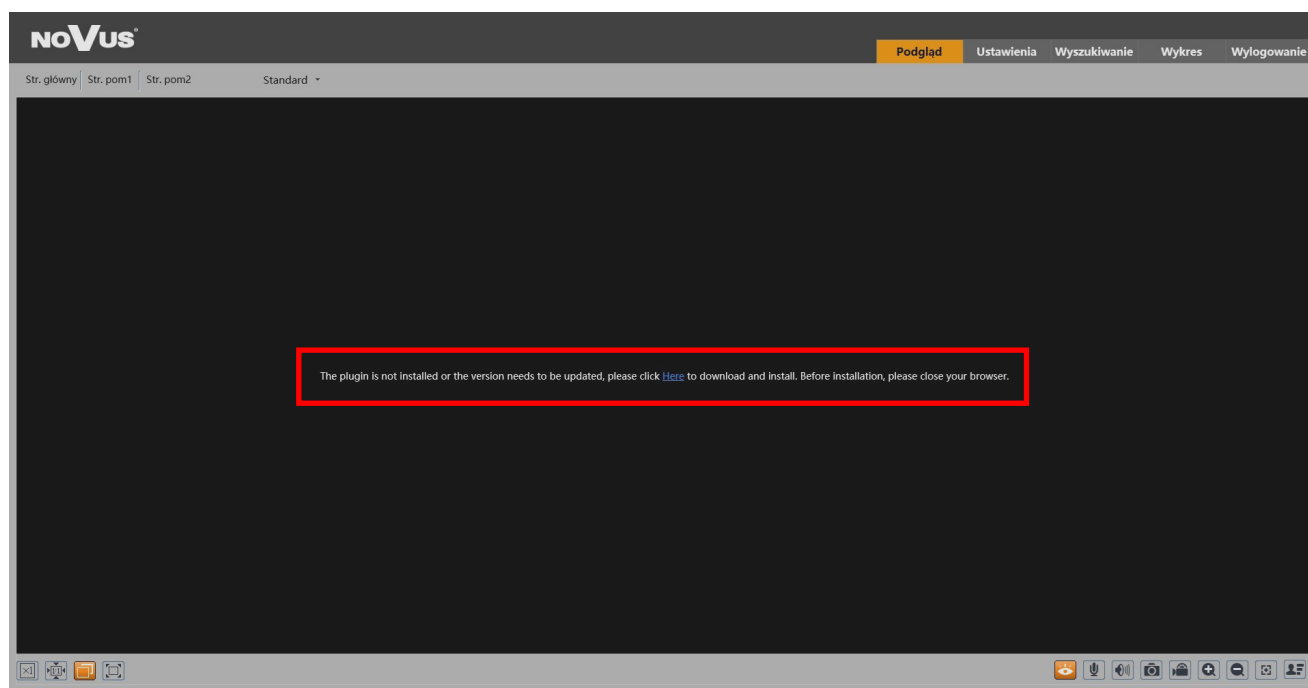 NOVUS®
Podgląd Ustawienia Wyszukiwanie Wykres Wylogowanie
Str. główny Str. pom1 Str. pom2 Standard
The plugin is not installed or the version needs to be updated, please click Here to download and install. Before installation, please close your browser.